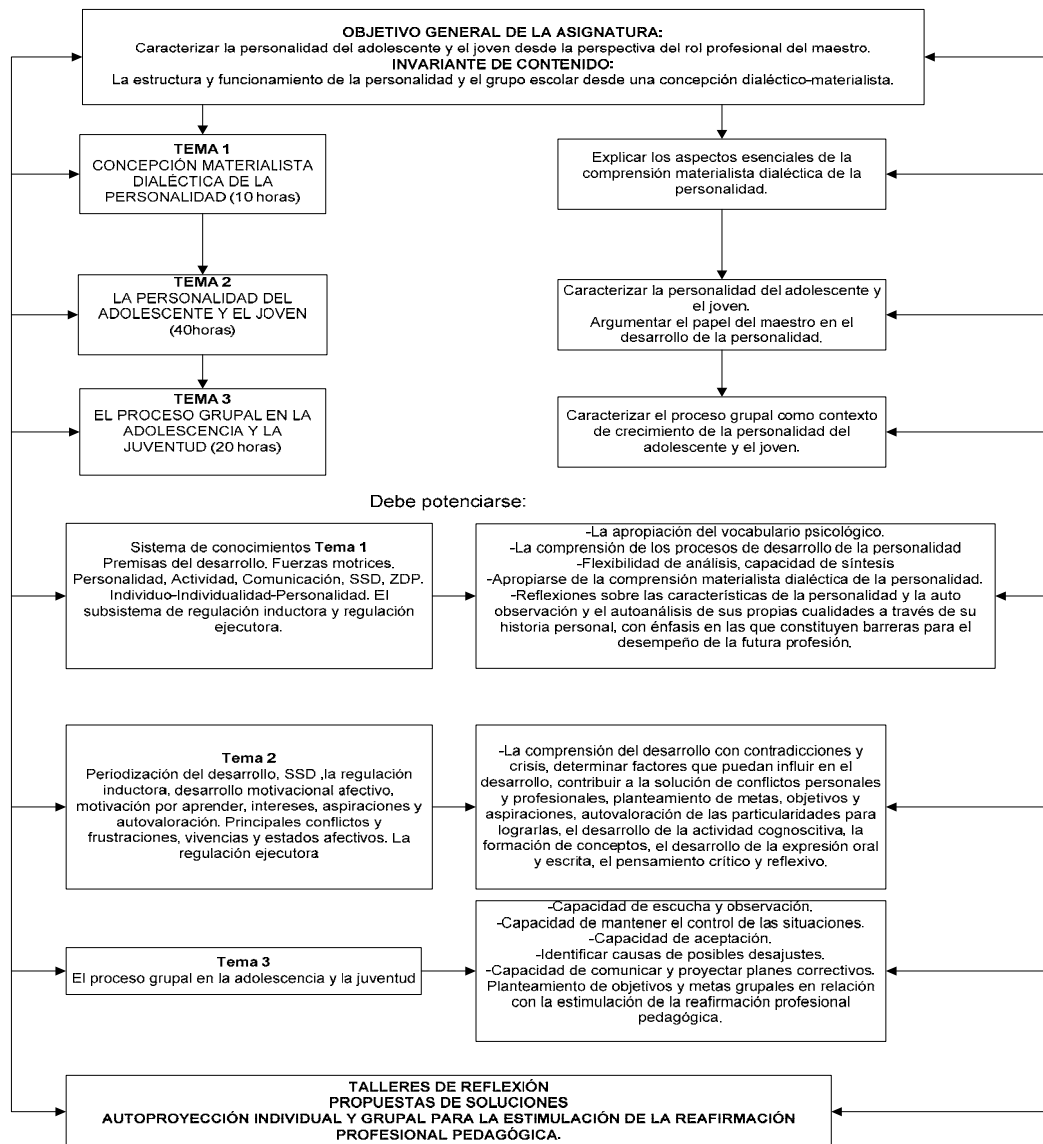 OBJETIVO GENERAL DE LA ASIGNATURA:
Caracterizar la personalidad del adolescente y el joven desde la perspectiva del rol profesional del maestro.
INVARIANTE DE CONTENIDO:
La estructura y funcionamiento de la personalidad y el grupo escolar desde una concepción dialéctico-materialista.
TEMA 1
CONCEPCIÓN MATERIALISTA
DIALÉCTICA DE LA
PERSONALIDAD (10 horas)
Explicar los aspectos esenciales de la
comprensión materialista dialéctica de la
personalidad.
TEMA 2
LA PERSONALIDAD DEL
ADOLESCENTE Y EL JOVEN
(40horas)
Caracterizar la personalidad del adolescente y
el joven.
Argumentar el papel del maestro en el
desarrollo de la personalidad.
TEMA 3
EL PROCESO GRUPAL EN LA
ADOLESCENCIA Y LA
JUVENTUD (20 horas)
Caracterizar el proceso grupal como contexto
de crecimiento de la personalidad del
adolescente y el joven.
Debe potenciarse:
Sistema de conocimientos Tema 1
Premisas del desarrollo. Fuerzas motrices.
Personalidad, Actividad, Comunicación, SSD, ZDP.
Individuo-Individualidad-Personalidad. El
subsistema de regulación inductora y regulación
ejecutora.
-La apropiación del vocabulario psicológico.
-La comprensión de los procesos de desarrollo de la personalidad
-Flexibilidad de análisis, capacidad de síntesis
-Apropiarse de la comprensión materialista dialéctica de la personalidad.
-Reflexiones sobre las características de la personalidad y la auto
observación y el autoanálisis de sus propias cualidades a través de su
historia personal, con énfasis en las que constituyen barreras para el
desempeño de la futura profesión.
Tema 2
Periodización del desarrollo, SSD ,la regulación
inductora, desarrollo motivacional afectivo,
motivación por aprender, intereses, aspiraciones y
autovaloración. Principales conflictos y
frustraciones, vivencias y estados afectivos. La
regulación ejecutora
-La comprensión del desarrollo con contradicciones y
crisis, determinar factores que puedan influir en el
desarrollo, contribuir a la solución de conflictos personales
y profesionales, planteamiento de metas, objetivos y
aspiraciones, autovaloración de las particularidades para
lograrlas, el desarrollo de la actividad cognoscitiva, la
formación de conceptos, el desarrollo de la expresión oral
y escrita, el pensamiento crítico y reflexivo.
Tema 3
El proceso grupal en la adolescencia y la juventud
-Capacidad de escucha y observación.
-Capacidad de mantener el control de las situaciones.
-Capacidad de aceptación.
-Identificar causas de posibles desajustes.
-Capacidad de comunicar y proyectar planes correctivos.
Planteamiento de objetivos y metas grupales en relación
con la estimulación de la reafirmación profesional
pedagógica.
TALLERES DE REFLEXIÓN
PROPUESTAS DE SOLUCIONES
AUTOPROYECCIÓN INDIVIDUAL Y GRUPAL PARA LA ESTIMULACIÓN DE LA REAFIRMACIÓN
PROFESIONAL PEDAGÓGICA.